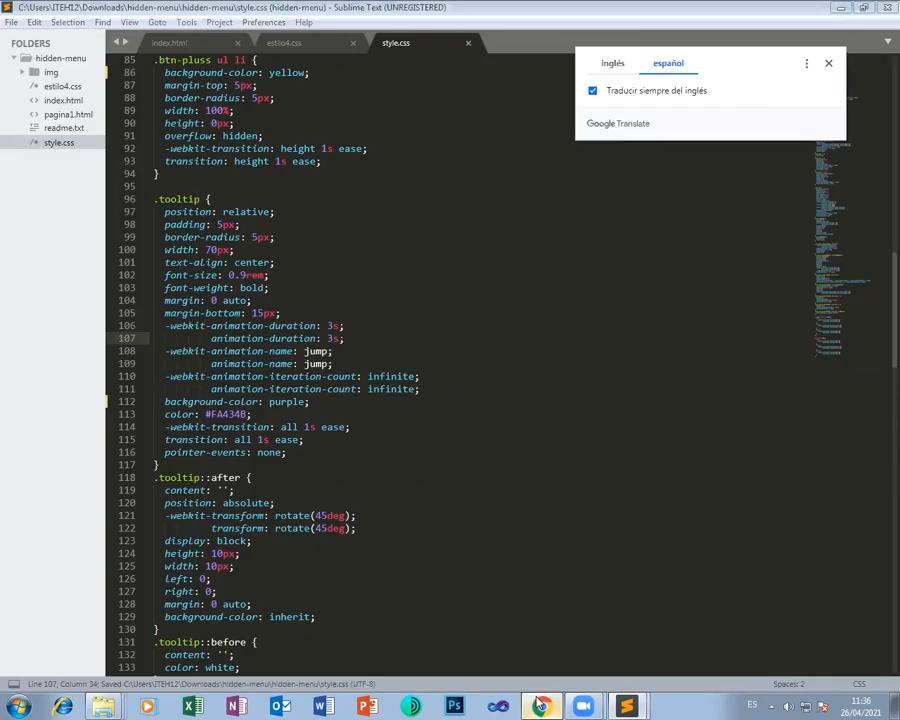 C:\Users\ITEH12\Downloads\hidden-menu\hidden-menu\style.css (hidden-menu) - Sublime Text (UNREGISTERED)
File Edit Selection Find View Goto Tools Project Preferences Help
FOLDERS
hidden-menu
img
estilo4.css
index.html
pagina1.html
readme.txt
style.css
index.html estilo4.css style.css
inglés español
Traducir siempre del inglés
Google Translate
85 .btn-pluss ul li {
86 background-color: yellow;
87 margin-top: 5px;
88 border-radius: 5px;
89 width: 100%;
90 height: 0px;
91 overflow: hidden;
92 -webkit-transition: height 1s ease;
93 transition: height 1s ease;
94 }
95
96 .tooltip {
97 position: relative;
98 padding: 5px;
99 border-radius: 5px;
100 width: 70px;
101 text-align: center;
102 font-size: 0.9rem;
103 font-weight: bold;
104 margin: 0 auto;
105 margin-bottom: 15px;
106 -webkit-animation-duration: 3s;
107 animation-duration: 3s;
108 -webkit-animation-name: jump;
109 animation-name: jump;
110 -webkit-animation-iteration-count: infinite;
111 animation-iteration-count: infinite;
112 background-color: purple;
113 color: #FA434B;
114 -webkit-transition: all 1s ease;
115 transition: all 1s ease;
116 pointer-events: none;
117 }
118 .tooltip::after {
119 content: '';
120 position: absolute;
121 -webkit-transform: rotate(45deg);
122 transform: rotate(45deg);
123 display: block;
124 height: 10px;
125 width: 10px;
126 left: 0;
127 right: 0;
128 margin: 0 auto;
129 background-color: inherit;
130 }
131 .tooltip::before {
132 content: '';
133 color: white;
Line 107, Column 34; Saved C:\Users\ITEH12\Downloads\hidden-menu\hidden-menu\style.css (UTF-8)
Spaces: 2 CSS
ES
11:36
26/04/2021